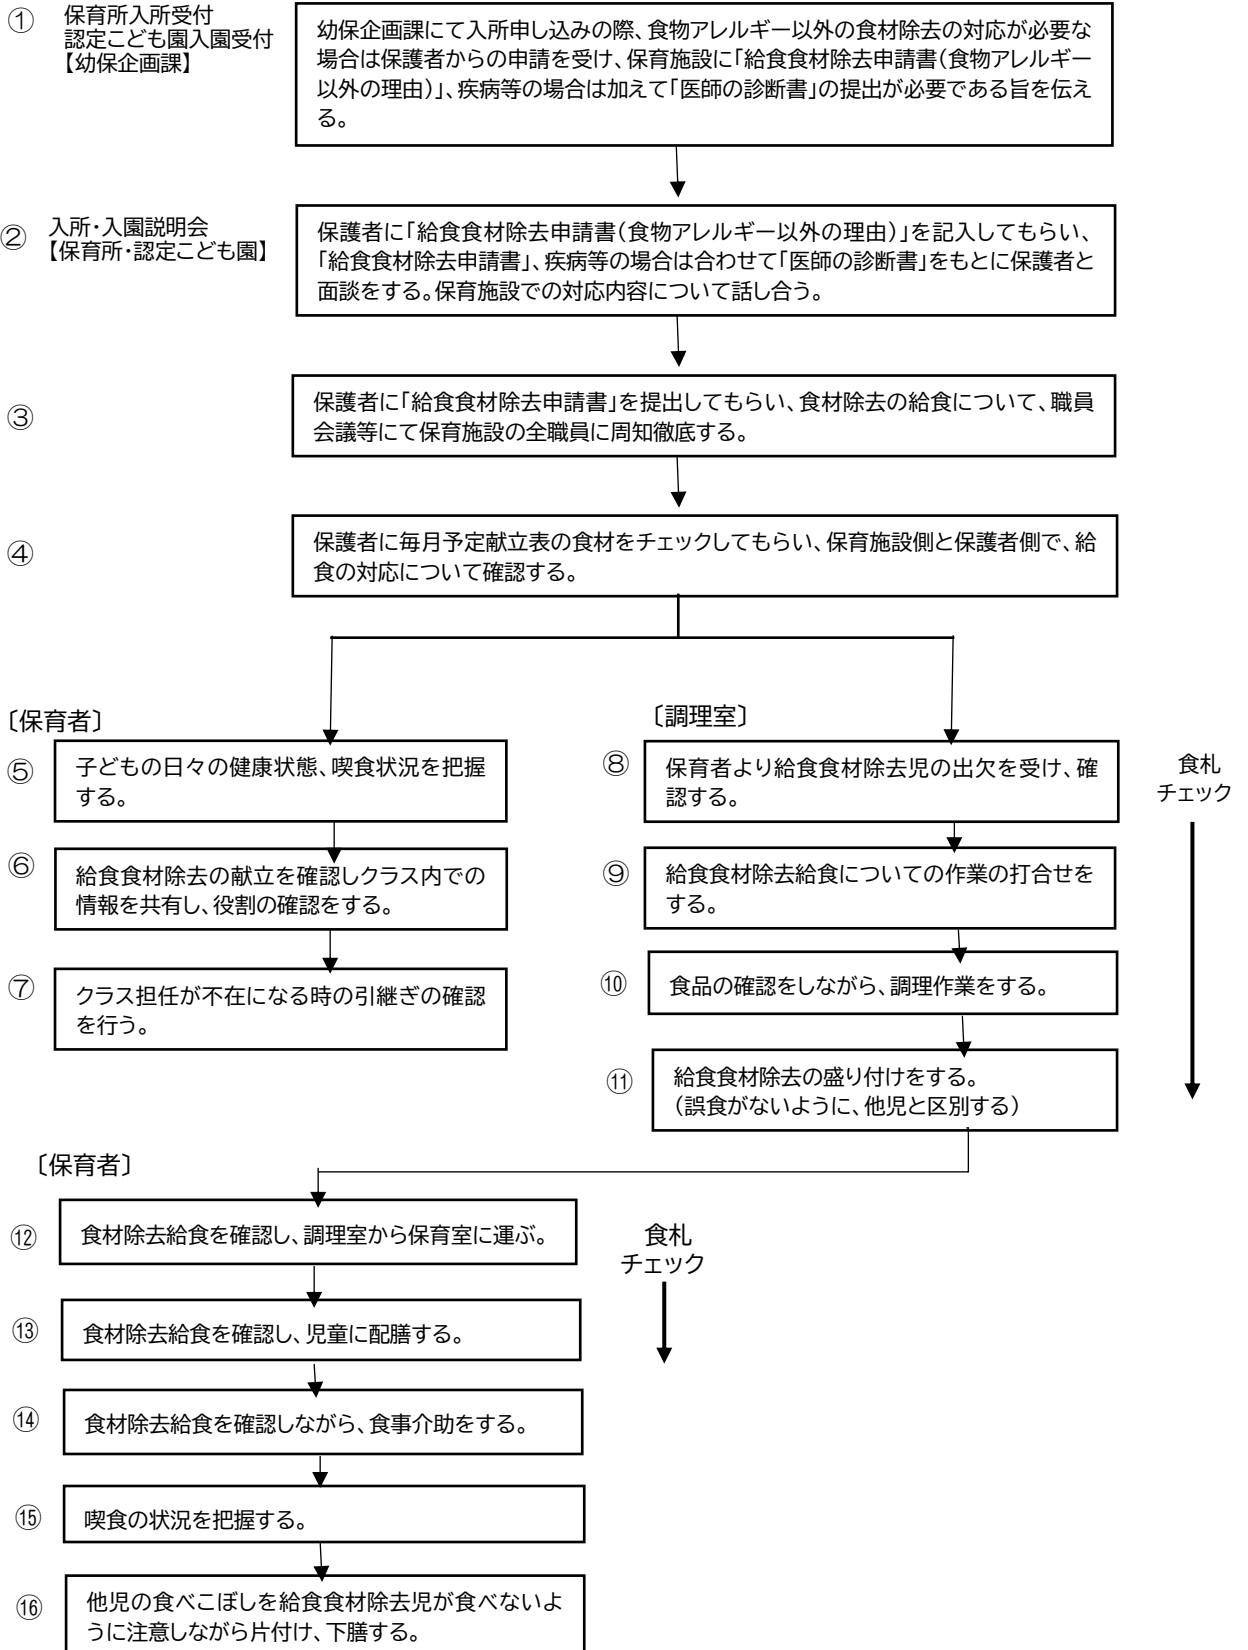 ①
保育所入所受付
認定こども園入園受付
【幼保企画課】
幼保企画課にて入所申し込みの際、食物アレルギー以外の食材除去の対応が必要な
場合は保護者からの申請を受け、保育施設に「給食食材除去申請書(食物アレルギー
以外の理由)」、疾病等の場合は加えて「医師の診断書」の提出が必要である旨を伝え
る。
②
入所・入園説明会
【保育所・認定こども園】
保護者に「給食食材除去申請書(食物アレルギー以外の理由)」を記入してもらい、
「給食食材除去申請書」、疾病等の場合は合わせて「医師の診断書」をもとに保護者と
面談をする。保育施設での対応内容について話し合う。
③
保護者に「給食食材除去申請書」を提出してもらい、食材除去の給食について、職員
会議等にて保育施設の全職員に周知徹底する。
④
保護者に毎月予定献立表の食材をチェックしてもらい、保育施設側と保護者側で、給
食の対応について確認する。
〔保育者〕
⑤
子どもの日々の健康状態、喫食状況を把握
する。
⑥
給食食材除去の献立を確認しクラス内での
情報を共有し、役割の確認をする。
⑦
クラス担任が不在になる時の引継ぎの確認
を行う。
〔調理室〕
⑧
保育者より給食食材除去児の出欠を受け、確
認する。
食札
チェック
⑨
給食食材除去給食についての作業の打合せを
する。
⑩
食品の確認をしながら、調理作業をする。
⑪
給食食材除去の盛り付けをする。
(誤食がないように、他児と区別する)
〔保育者〕
⑫
食材除去給食を確認し、調理室から保育室に運ぶ。
食札
チェック
⑬
食材除去給食を確認し、児童に配膳する。
⑭
食材除去給食を確認しながら、食事介助をする。
⑮
喫食の状況を把握する。
⑯
他児の食べこぼしを給食食材除去児が食べないよ
うに注意しながら片付け、下膳する。